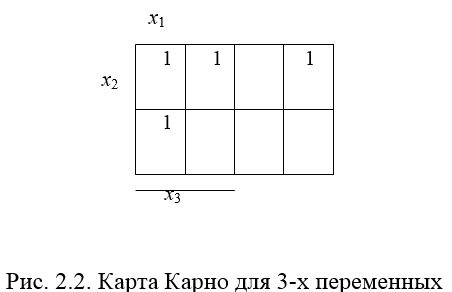 x₁
1 1 1
x₂
1
x₃
Рис. 2.2. Карта Карно для 3-х переменных